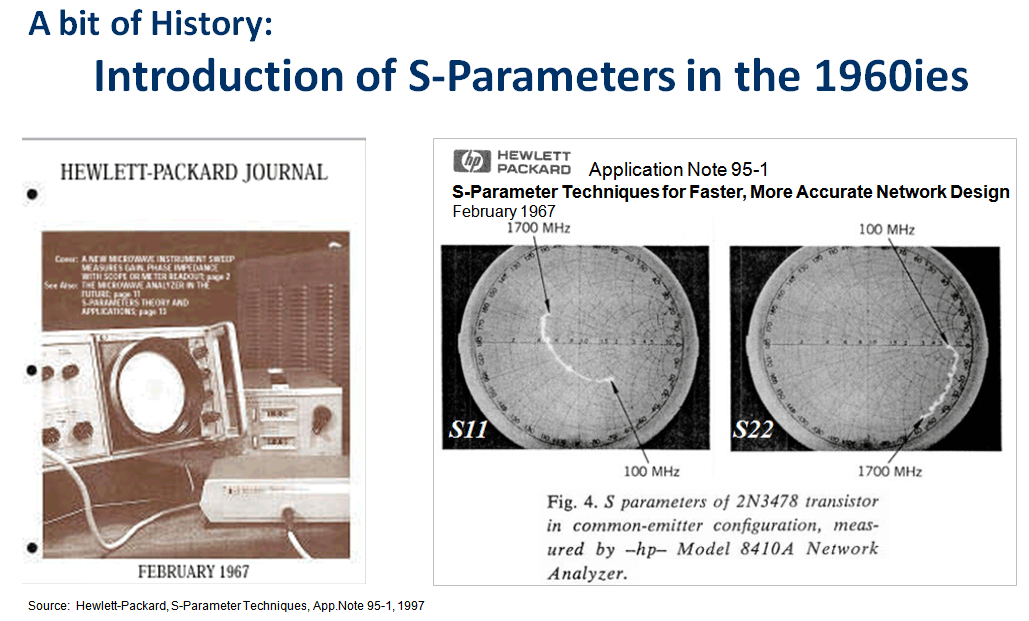 A bit of History:
Introduction of S-Parameters in the 1960ies
HEWLETT-PACKARD JOURNAL
Cover: A NEW MICROWAVE INSTRUMENT SWEEP
MEASURES GAIN, PHASE IMPEDANCE
WITH SCOPE OR METER READOUT; page 2
See Also: THE MICROWAVE ANALYZER IN THE
FUTURE; page 11
S-PARAMETERS THEORY AND
APPLICATIONS; page 13
FEBRUARY 1967
hp HEWLETT
PACKARD
Application Note 95-1
S-Parameter Techniques for Faster, More Accurate Network Design
February 1967
1700 MHz
100 MHz
S11
S22
100 MHz
1700 MHz
Fig. 4. S parameters of 2N3478 transistor
in common-emitter configuration, meas-
ured by –hp– Model 8410A Network
Analyzer.
Source: Hewlett-Packard, S-Parameter Techniques, App.Note 95-1, 1997